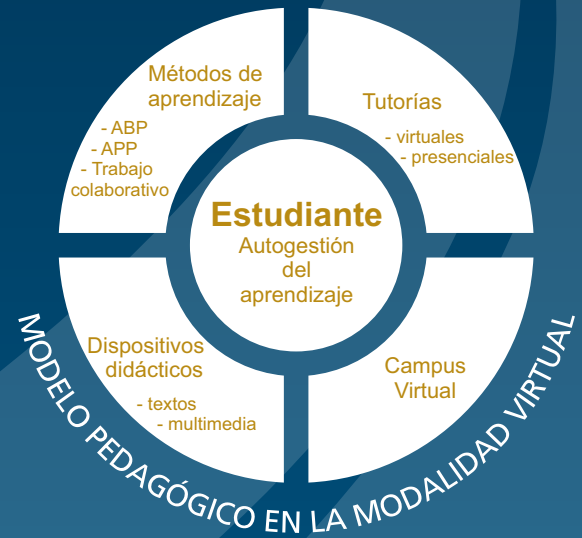 Métodos de
aprendizaje
- ABP
- APP
- Trabajo
colaborativo
Tutorías
- virtuales
- presenciales
Estudiante
Autogestión
del
aprendizaje
Dispositivos
didácticos
- textos
- multimedia
Campus
Virtual
MODELO PEDAGÓGICO EN LA MODALIDAD VIRTUAL